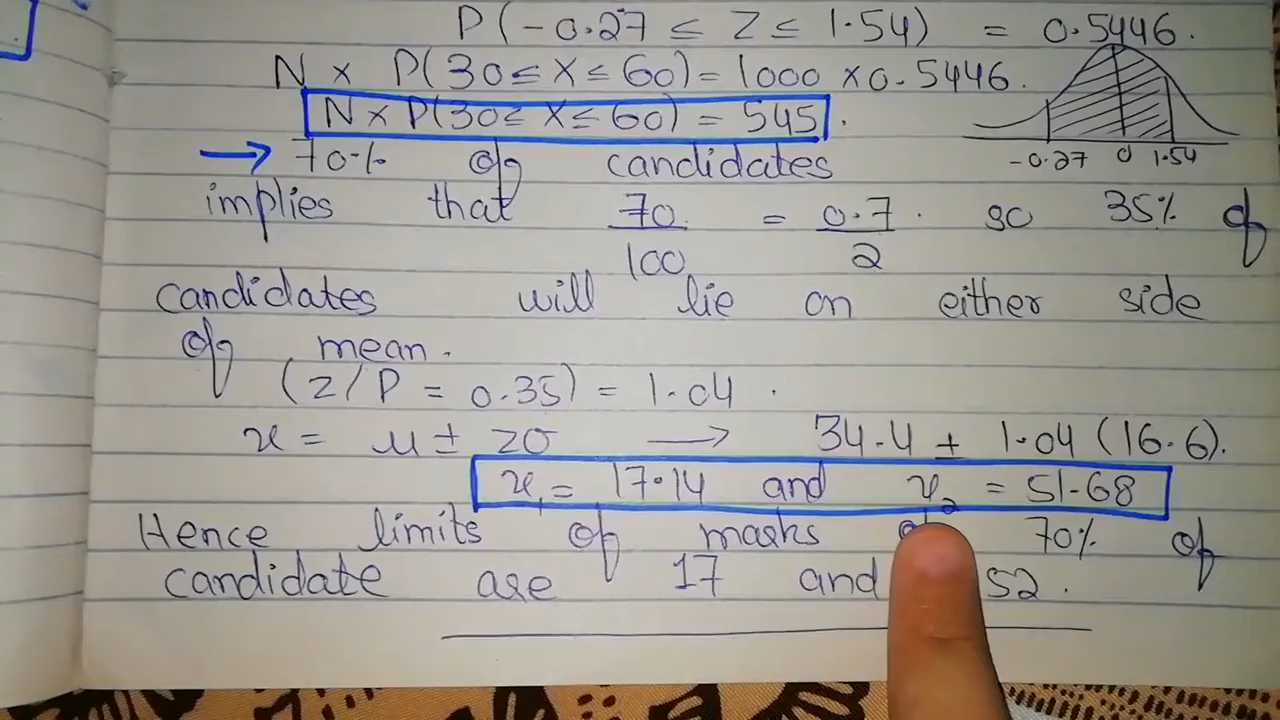 P(-0.27 ≤ Z ≤ 1.54) = 0.5446.
N × P(30 ≤ X ≤ 60) = 1000 × 0.5446.
N × P(30 ≤ X ≤ 60) = 545.
-0.27 0 1.54
→ 70% of candidates
implies that 70/100 = 0.7/2. so 35% of
candidates will lie on either side
of mean.
(Z/P = 0.35) = 1.04.
x = μ ± zσ → 34.4 ± 1.04 (16.6).
x₁ = 17.14 and x₂ = 51.68
Hence limits of marks of 70% of
candidate are 17 and 52.